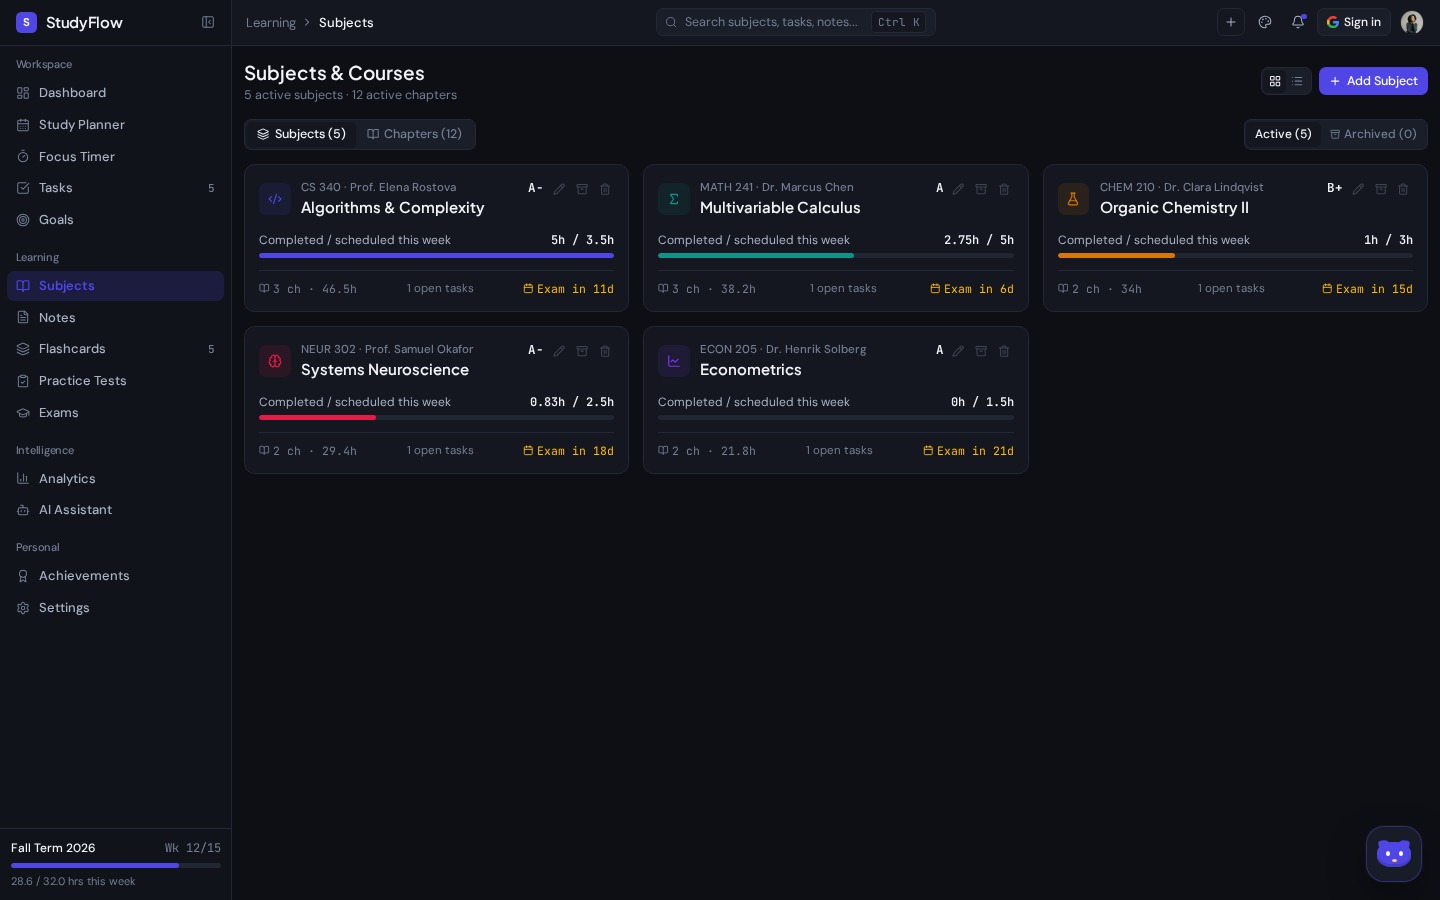 S StudyFlow
Workspace
Dashboard
Study Planner
Focus Timer
Tasks 5
Goals
Learning
Subjects
Notes
Flashcards 5
Practice Tests
Exams
Intelligence
Analytics
AI Assistant
Personal
Achievements
Settings
Fall Term 2026 Wk 12/15
28.6 / 32.0 hrs this week
Learning > Subjects
Search subjects, tasks, notes... Ctrl K
Sign in
Subjects & Courses
5 active subjects · 12 active chapters
Add Subject
Subjects (5) Chapters (12)
Active (5) Archived (0)
CS 340 · Prof. Elena Rostova A-
Algorithms & Complexity
Completed / scheduled this week 5h / 3.5h
3 ch · 46.5h 1 open tasks Exam in 11d
MATH 241 · Dr. Marcus Chen A
Multivariable Calculus
Completed / scheduled this week 2.75h / 5h
3 ch · 38.2h 1 open tasks Exam in 6d
CHEM 210 · Dr. Clara Lindqvist B+
Organic Chemistry II
Completed / scheduled this week 1h / 3h
2 ch · 34h 1 open tasks Exam in 15d
NEUR 302 · Prof. Samuel Okafor A-
Systems Neuroscience
Completed / scheduled this week 0.83h / 2.5h
2 ch · 29.4h 1 open tasks Exam in 18d
ECON 205 · Dr. Henrik Solberg A
Econometrics
Completed / scheduled this week 0h / 1.5h
2 ch · 21.8h 1 open tasks Exam in 21d